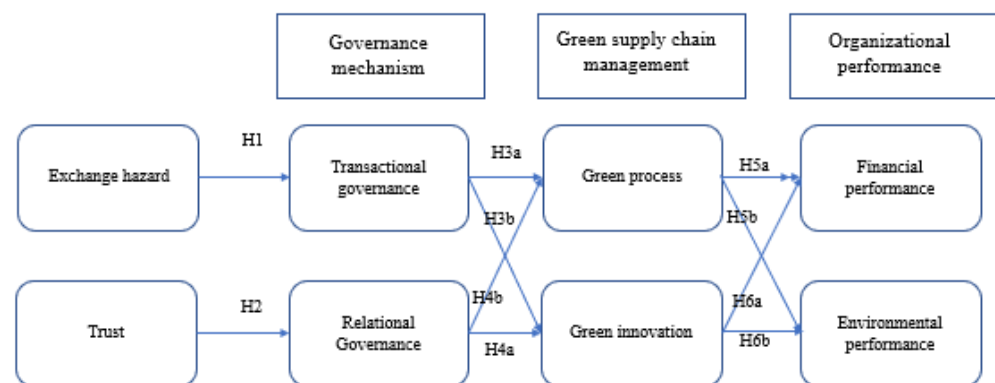 Governance
mechanism
Green supply chain
management
Organizational
performance
H1
H3a
H5a
Exchange hazard
Transactional
governance
Green process
Financial
performance
H3b
H5b
H2
H4b
H6a
Trust
Relational
Governance
Green innovation
Environmental
performance
H4a
H6b